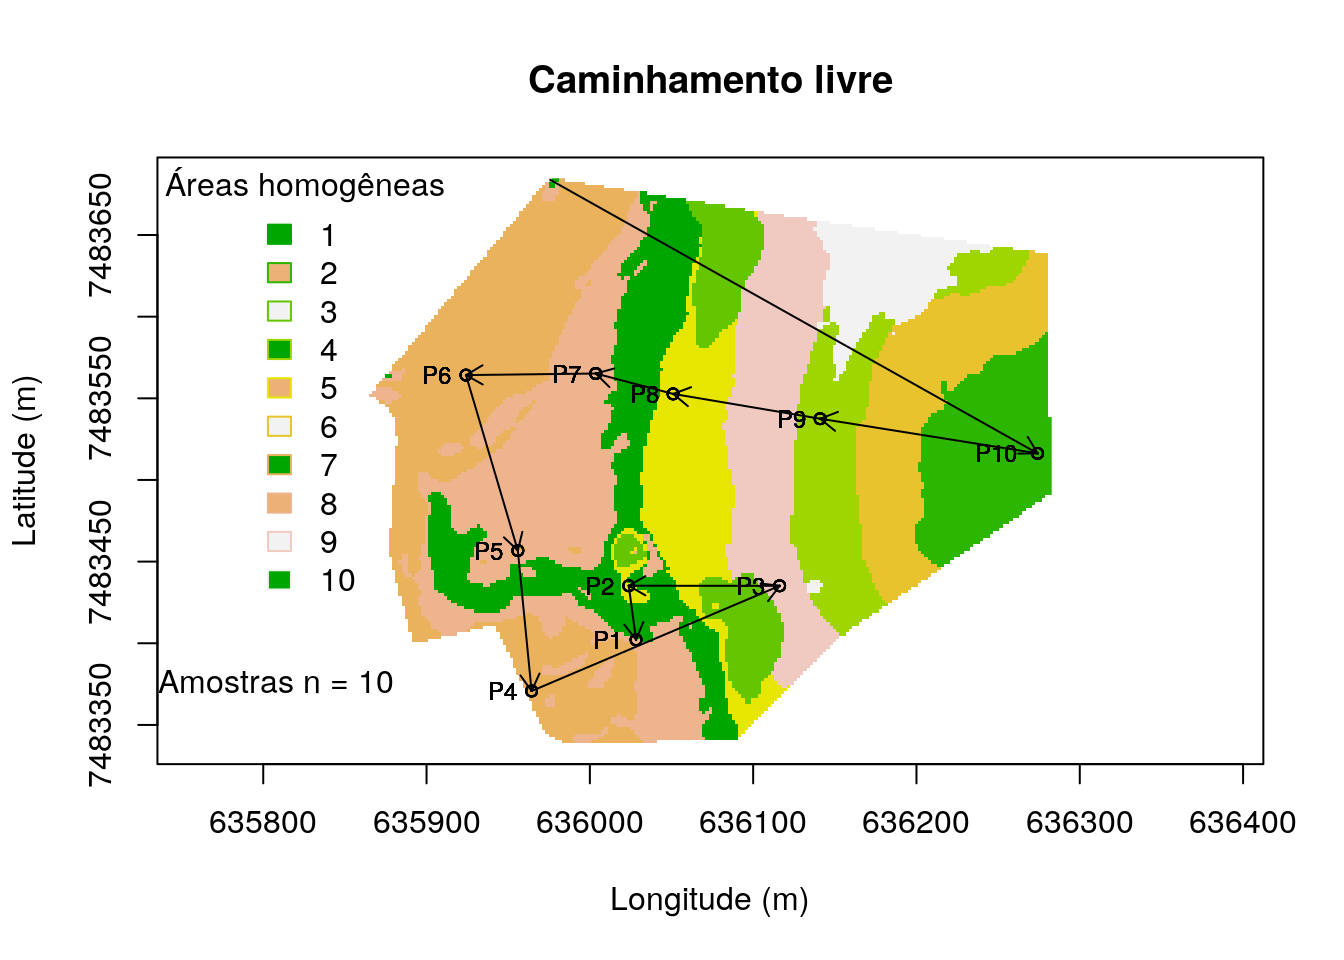 Caminhamento livre
Áreas homogêneas
1
2
3
4
5
6
7
8
9
10
Amostras n = 10
P6
P7
P8
P9
P10
P5
P2
P3
P1
P4
7483350
7483450
7483550
7483650
Latitude (m)
635800
635900
636000
636100
636200
636300
636400
Longitude (m)